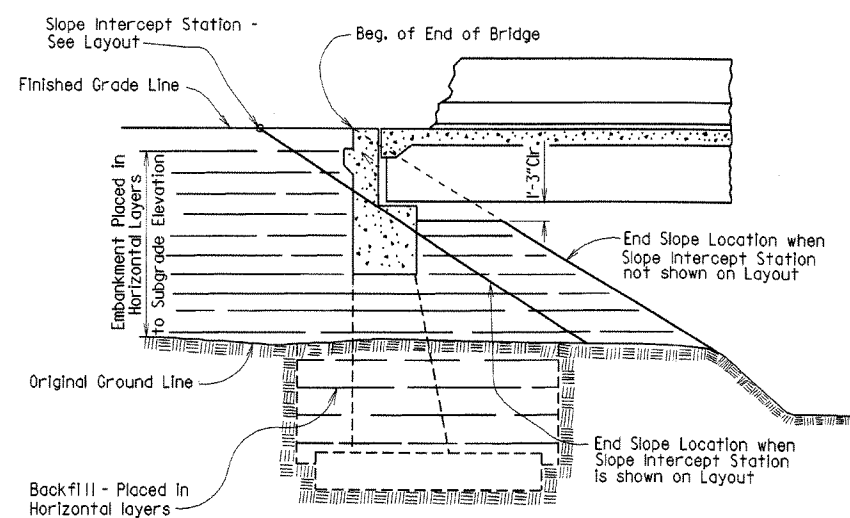 Slope Intercept Station -
See Layout
Beg. of End of Bridge
Finished Grade Line
Embankment Placed in
Horizontal Layers
to Subgrade Elevation
1'-3" Clr.
End Slope Location when
Slope Intercept Station
not shown on Layout
Original Ground Line
End Slope Location when
Slope Intercept Station
is shown on Layout
Backfill - Placed in
Horizontal layers